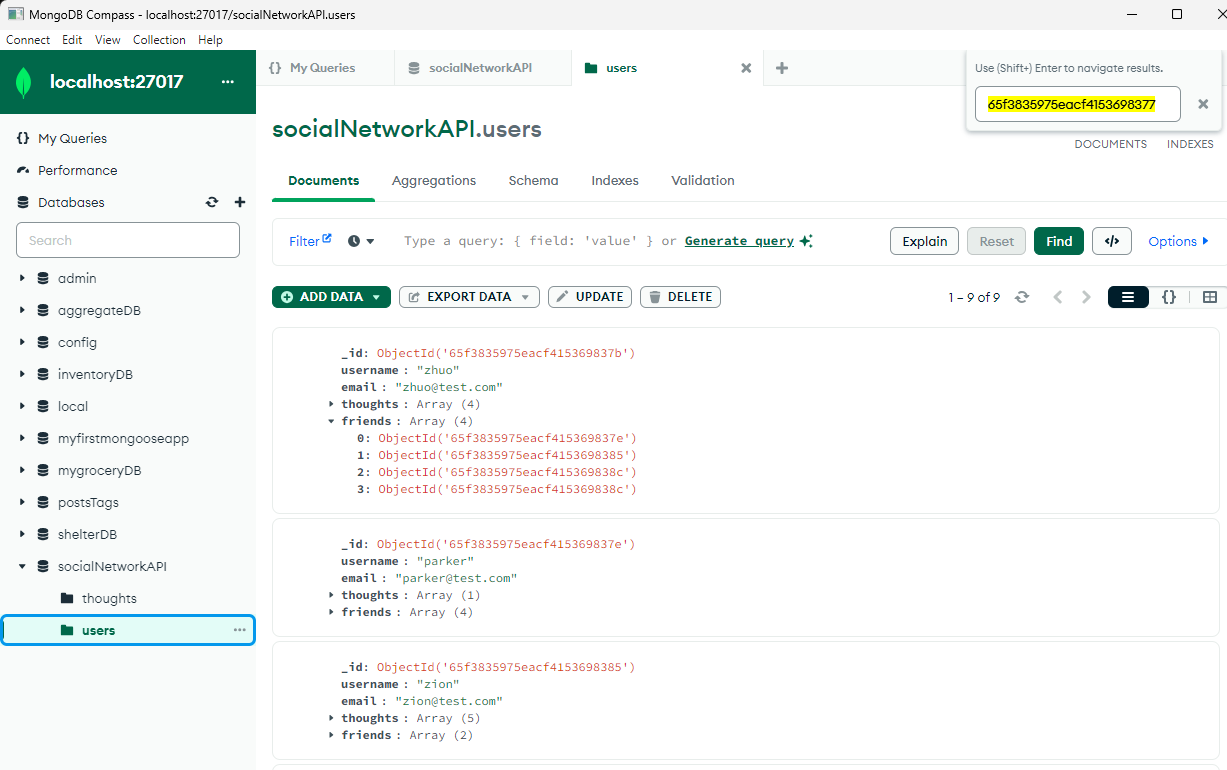 MongoDB Compass - localhost:27017/socialNetworkAPI.users
Connect Edit View Collection Help
localhost:27017 ...
{} My Queries
Performance
Databases
Search
admin
aggregateDB
config
inventoryDB
local
myfirstmongooseapp
mygroceryDB
postsTags
shelterDB
socialNetworkAPI
thoughts
users ...
{} My Queries socialNetworkAPI users
Use (Shift+) Enter to navigate results.
65f3835975eacf4153698377
socialNetworkAPI.users
DOCUMENTS INDEXES
Documents Aggregations Schema Indexes Validation
Filter Type a query: { field: 'value' } or Generate query Explain Reset Find </> Options
ADD DATA EXPORT DATA UPDATE DELETE 1 – 9 of 9 {}
_id: ObjectId('65f3835975eacf415369837b')
username : "zhuo"
email : "zhuo@test.com"
thoughts : Array (4)
friends : Array (4)
0: ObjectId('65f3835975eacf415369837e')
1: ObjectId('65f3835975eacf4153698385')
2: ObjectId('65f3835975eacf415369838c')
3: ObjectId('65f3835975eacf415369838c')
_id: ObjectId('65f3835975eacf415369837e')
username : "parker"
email : "parker@test.com"
thoughts : Array (1)
friends : Array (4)
_id: ObjectId('65f3835975eacf4153698385')
username : "zion"
email : "zion@test.com"
thoughts : Array (5)
friends : Array (2)